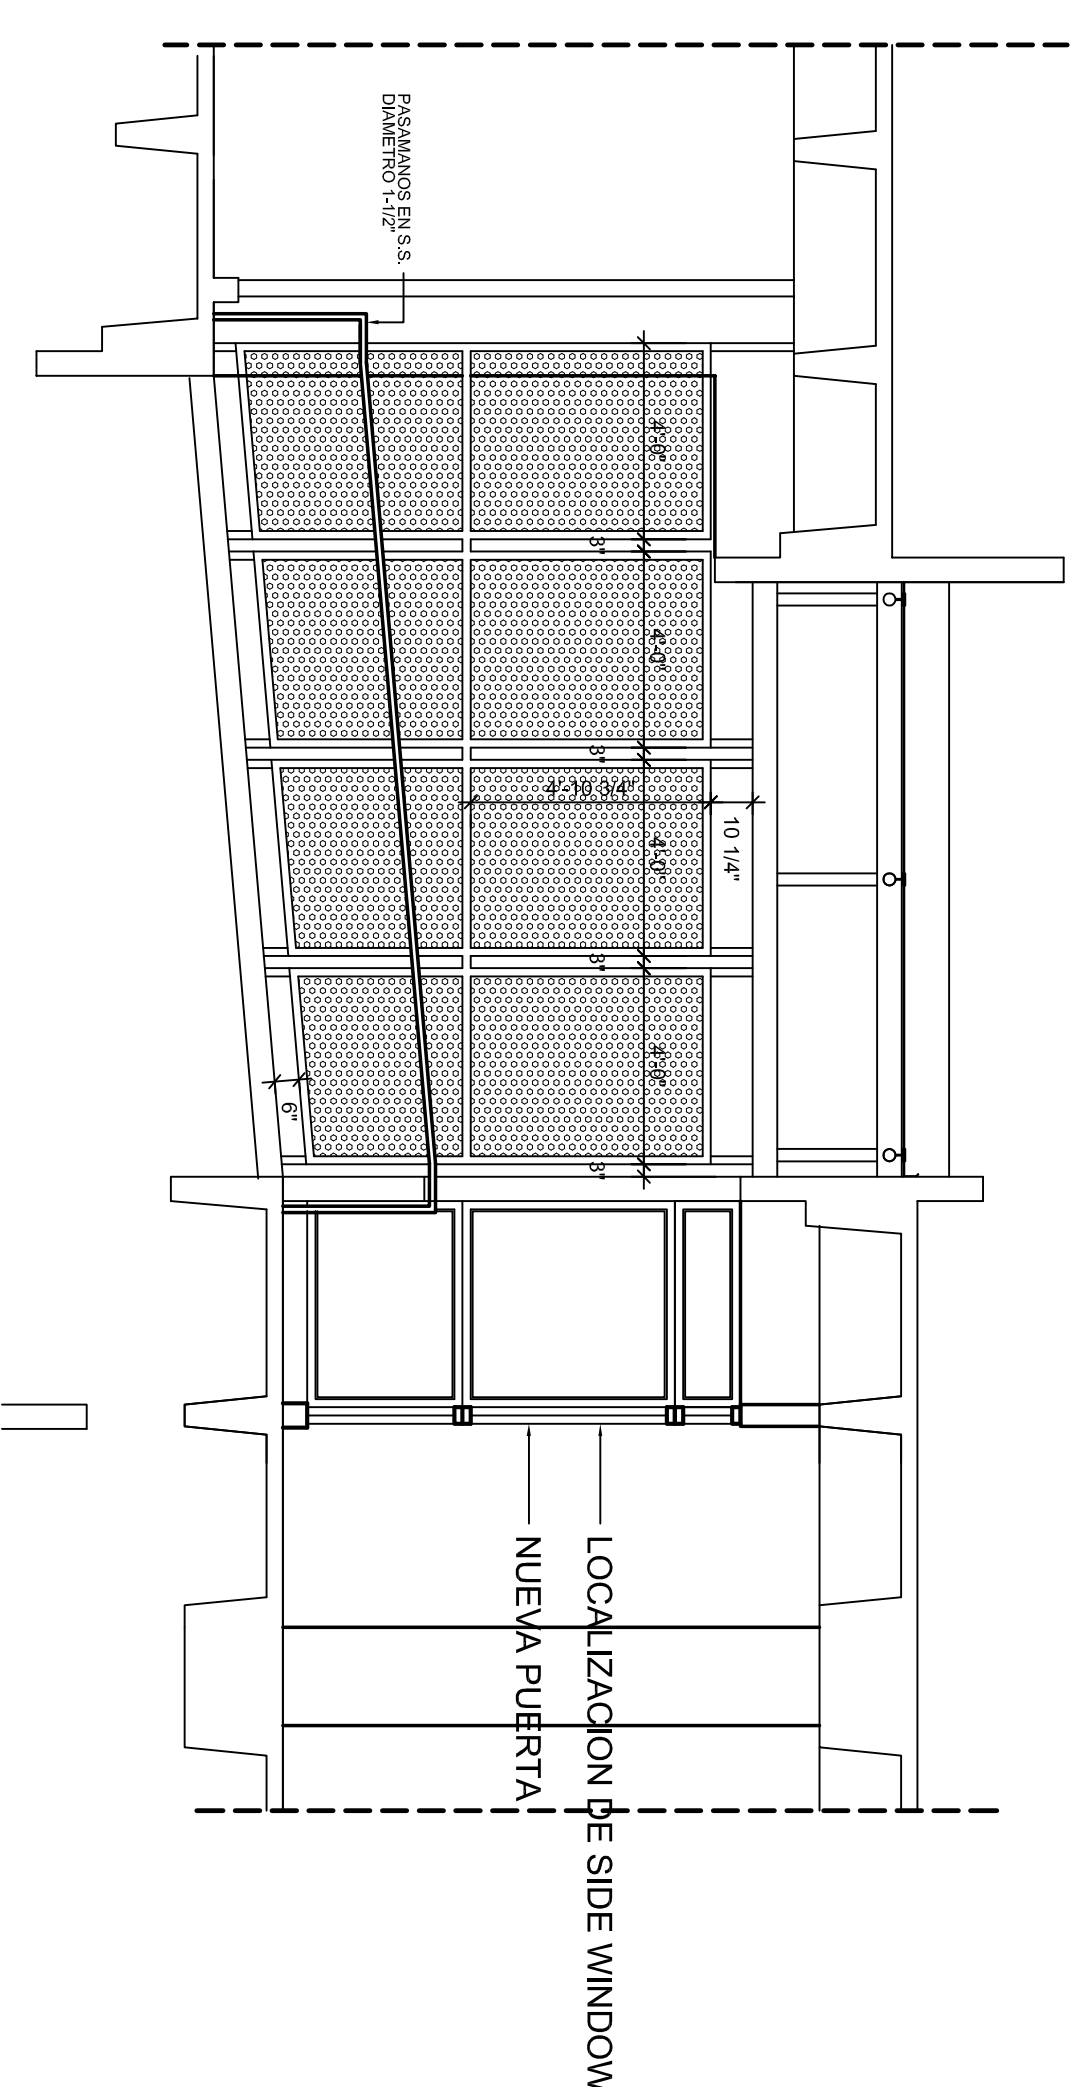 PASAMANOS EN S.S.
DIAMETRO 1-1/2"
4'-0"
3"
4'-0"
3"
4'-10 3/4"
10 1/4"
4'-0"
3"
4'-0"
6"
3"
LOCALIZACION DE SIDE WINDOW
NUEVA PUERTA